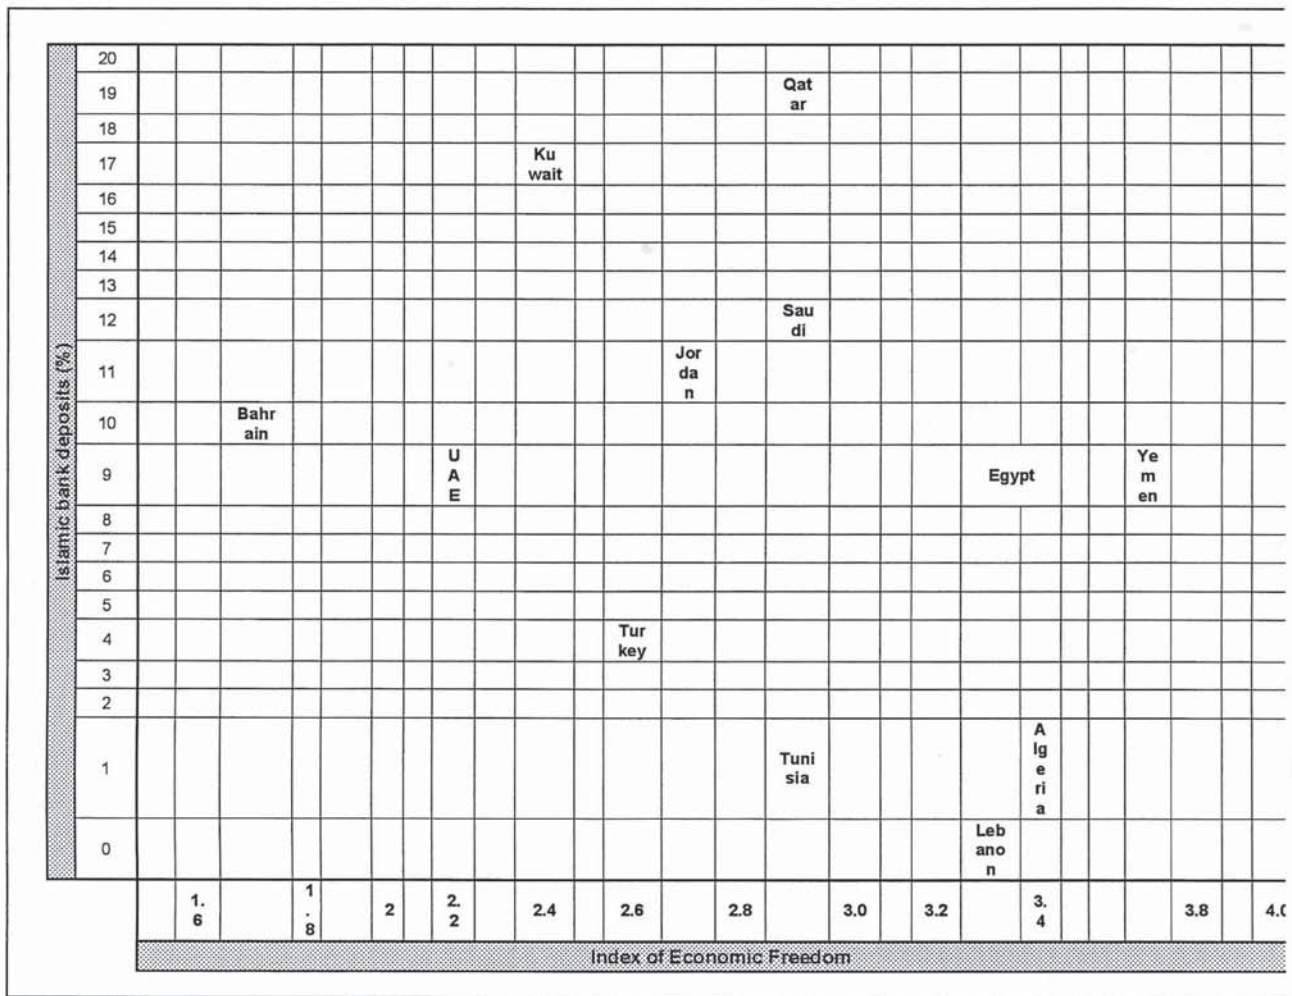 20
19
Qat
ar
18
17
Ku
wait
16
15
14
13
12
Sau
di
11
Jor
da
n
10
Bahr
ain
9
U
A
E
Egypt
Ye
m
en
8
7
6
5
4
Tur
key
3
2
1
Tuni
sia
A
lg
e
ri
a
0
Leb
ano
n
Islamic bank deposits (%)
1.
6
1
.
8
2
2.
2
2.4
2.6
2.8
3.0
3.2
3.
4
3.8
4.0
Index of Economic Freedom